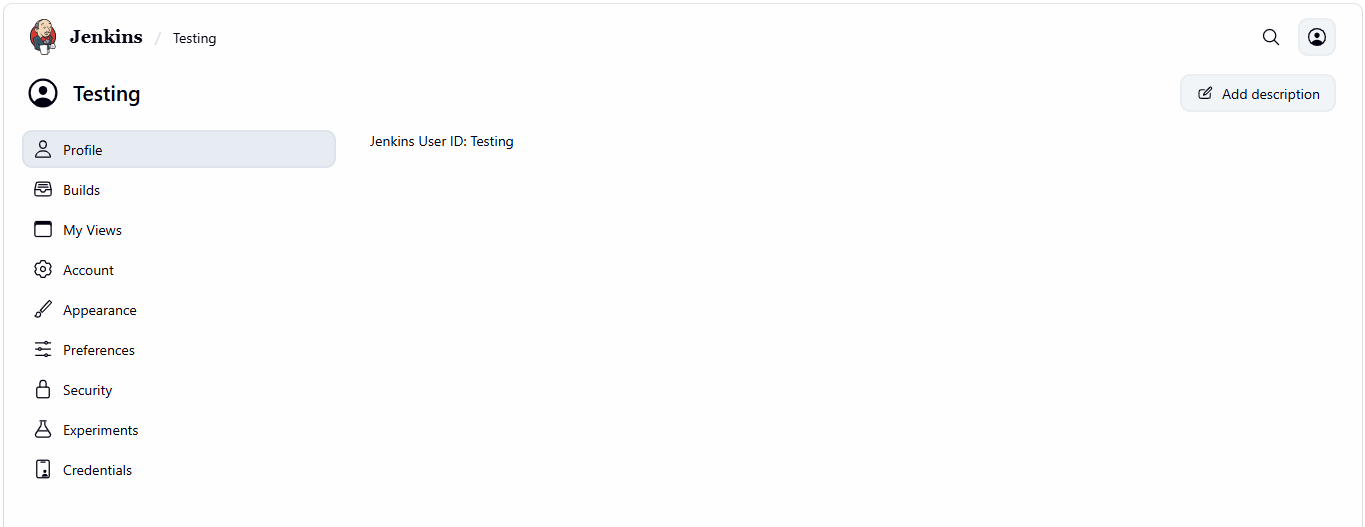 Jenkins / Testing
Testing
Add description
Profile
Jenkins User ID: Testing
Builds
My Views
Account
Appearance
Preferences
Security
Experiments
Credentials